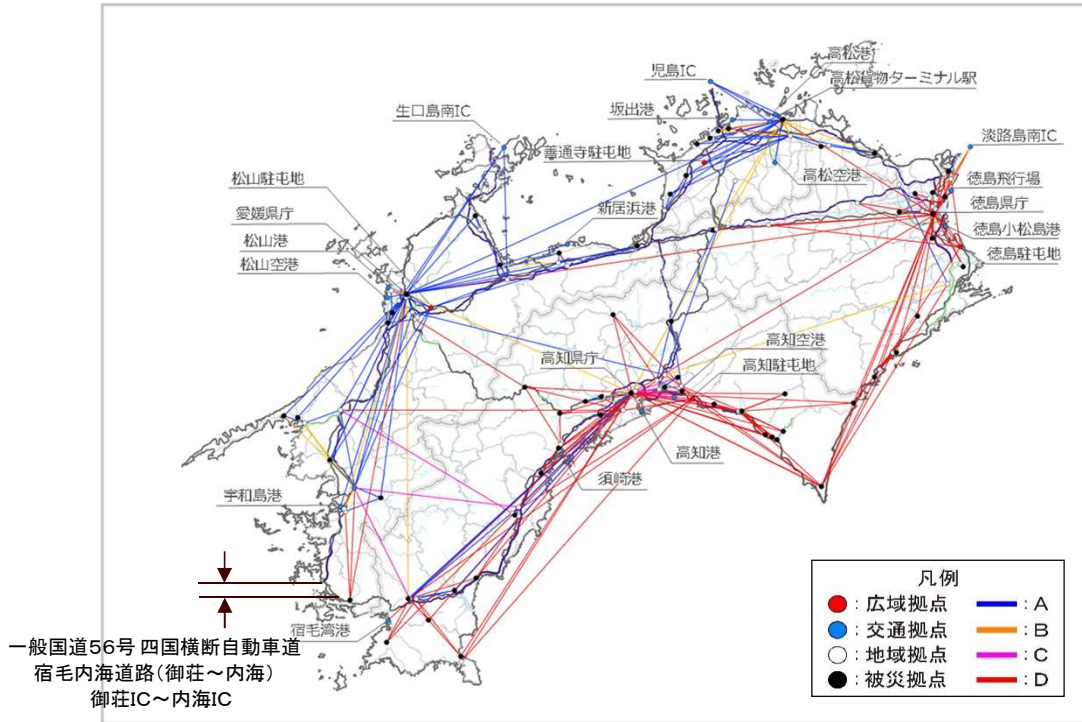 高松港
児島IC
高松貨物ターミナル駅
坂出港
生口島南IC
淡路島南IC
善通寺駐屯地
高松空港
徳島飛行場
松山駐屯地
徳島県庁
愛媛県庁
新居浜港
徳島小松島港
松山港
徳島駐屯地
松山空港
高知空港
高知県庁
高知駐屯地
高知港
須崎港
宇和島港
宿毛湾港
一般国道56号 四国横断自動車道
宿毛内海道路(御荘～内海)
御荘IC～内海IC
凡例
:広域拠点 :A
:交通拠点 :B
:地域拠点 :C
:被災拠点 :D